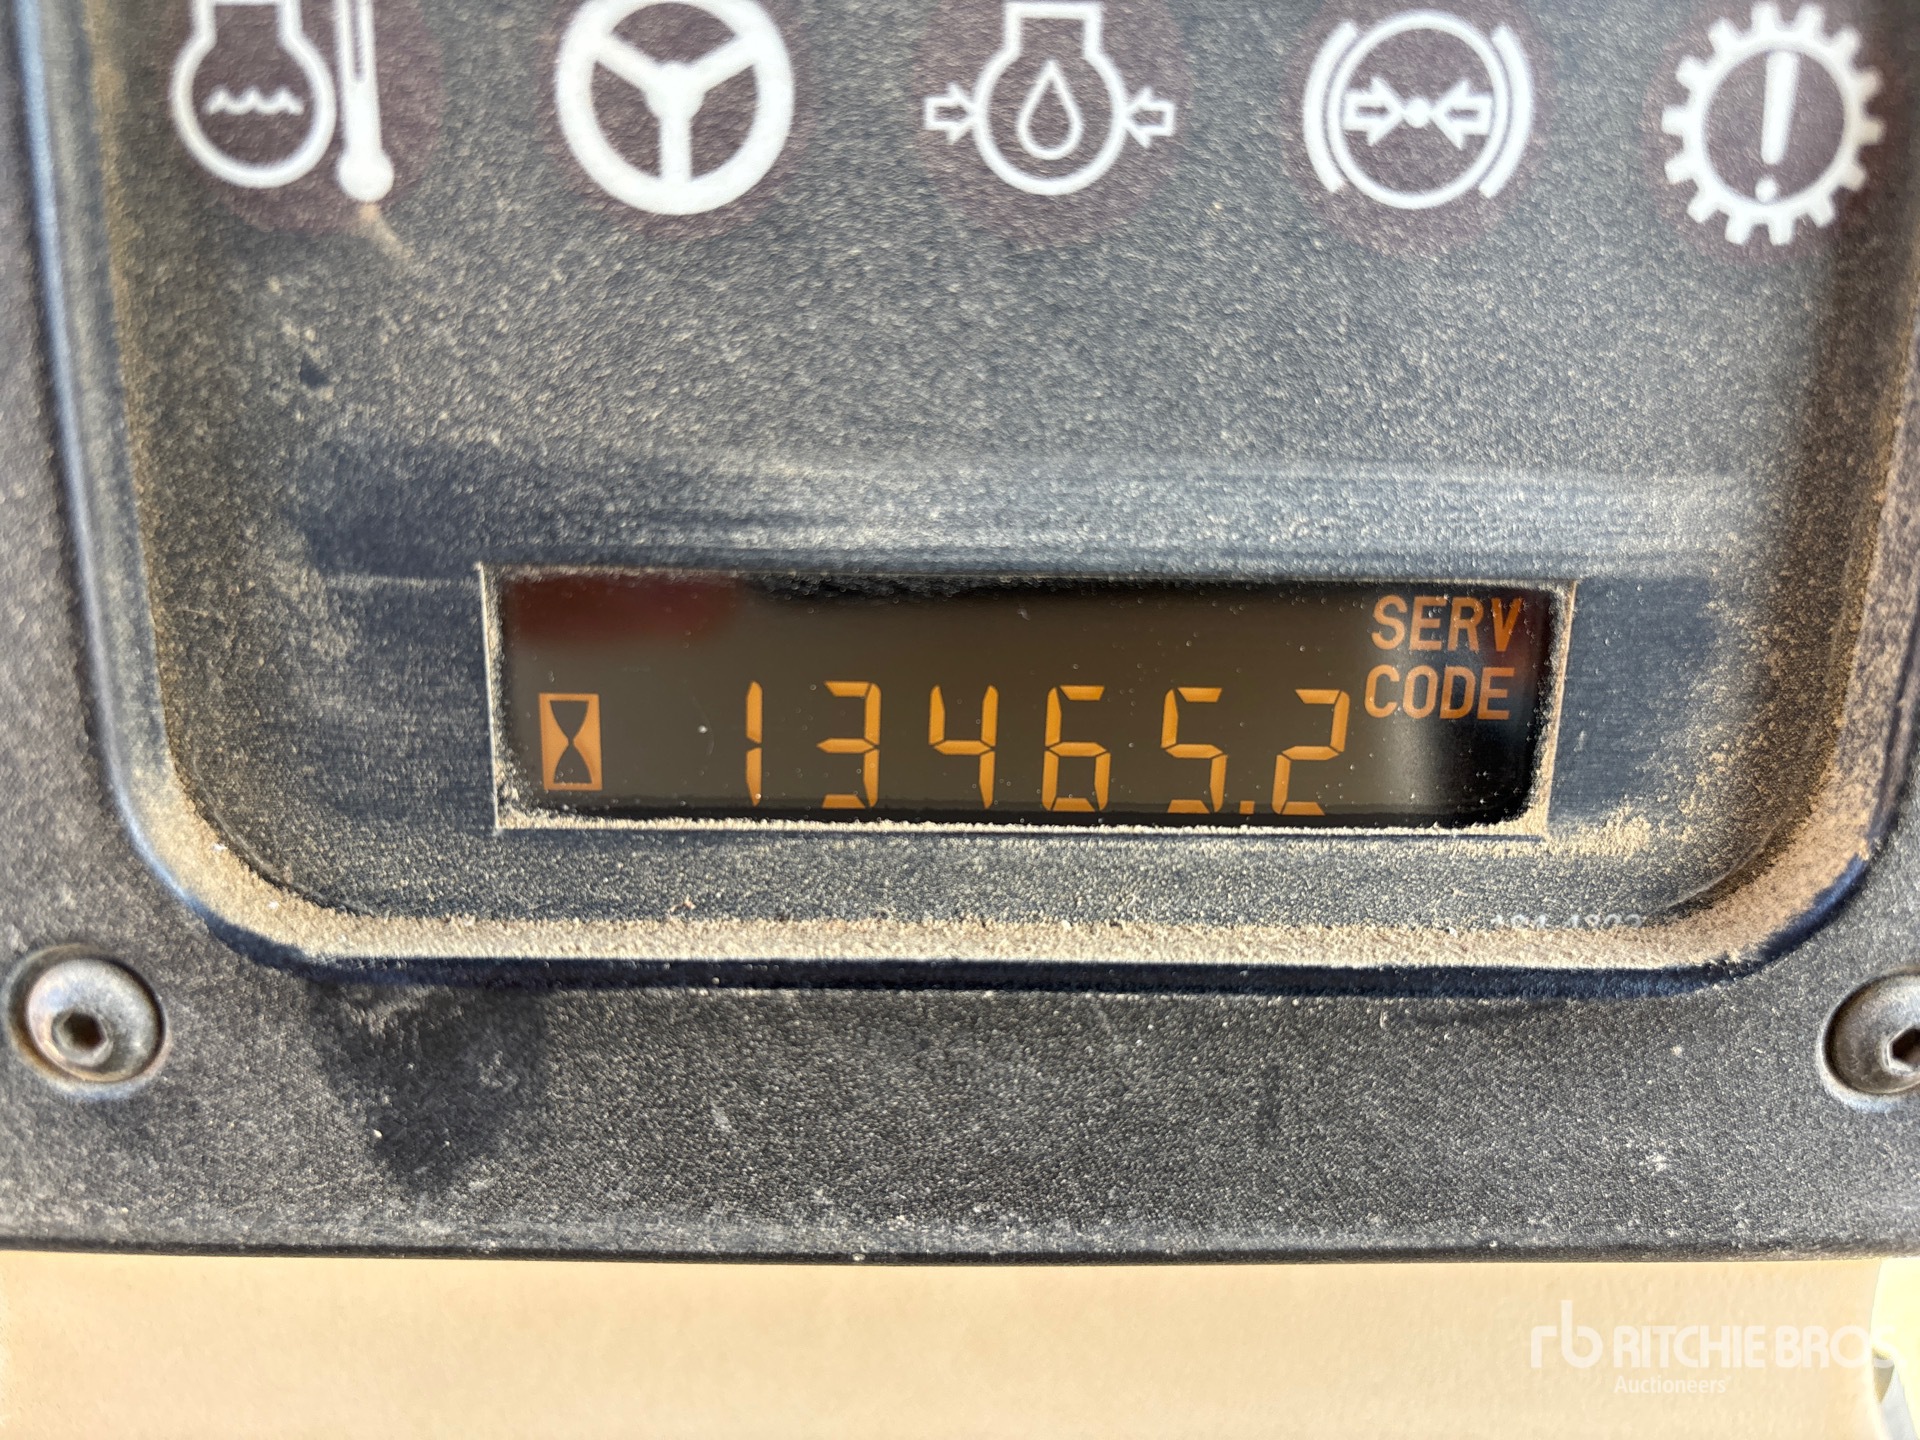 SERV
CODE
13465.2
RITCHIE BROS
Auctioneers